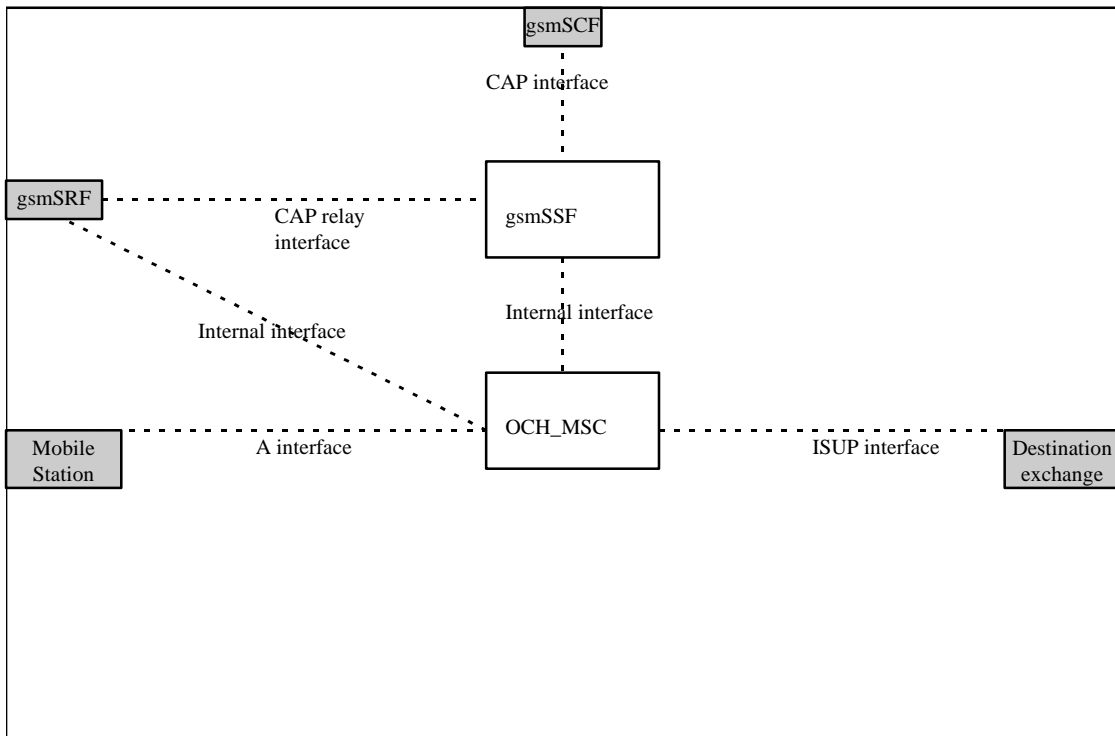 gsmSCF
CAP interface
gsmSRF
CAP relay
interface
gsmSSF
Internal interface
Internal interface
OCH_MSC
Mobile
Station
A interface
ISUP interface
Destination
exchange